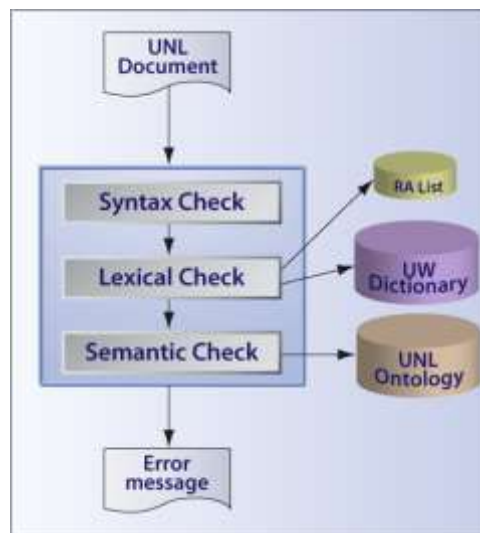 UNL
Document
Syntax Check
RA List
Lexical Check
UW
Dictionary
Semantic Check
UNL
Ontology
Error
message